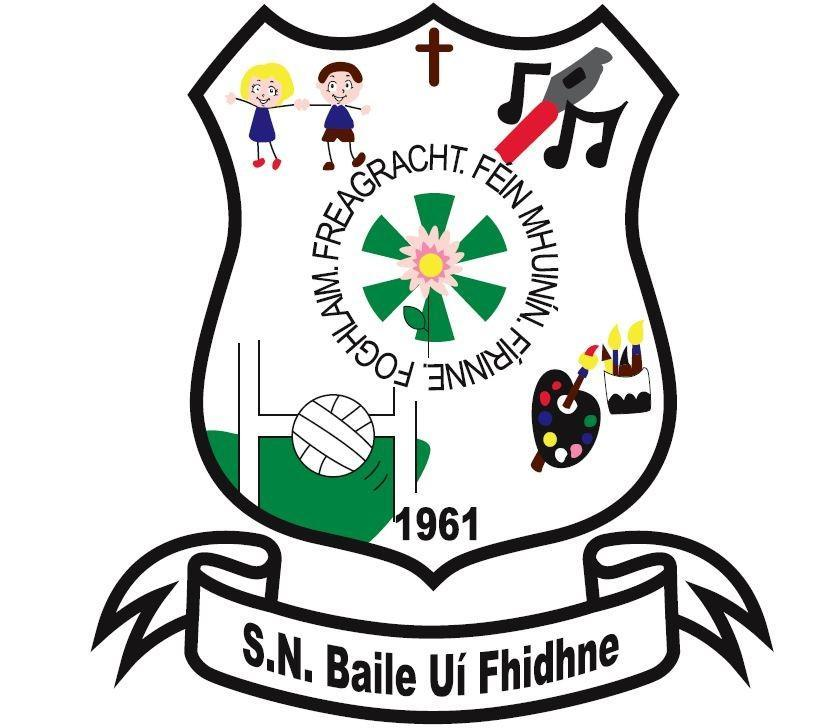 FOGHLAIM. FREAGRACHT. FÉIN MHUINÍN. FÍRINNE.
1961
S.N. Baile Uí Fhidhne